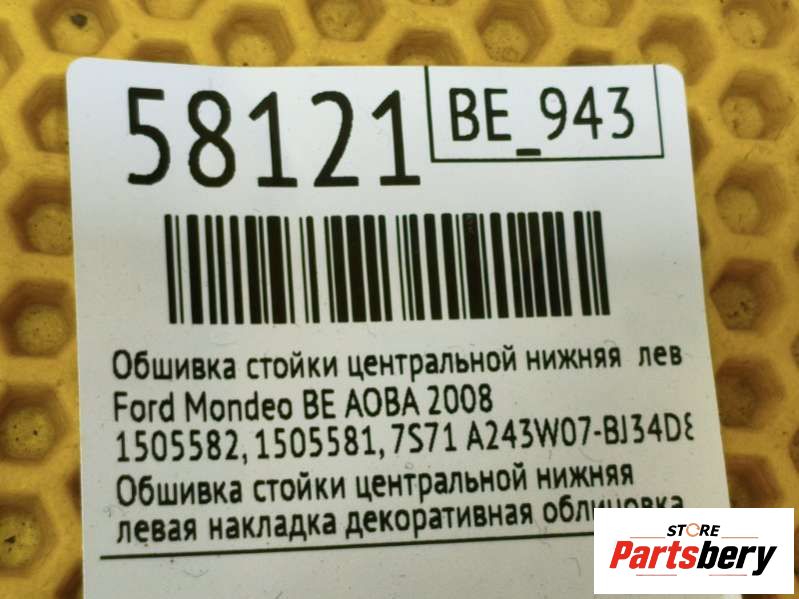 58121
BE_943
Обшивка стойки центральной нижняя лев
Ford Mondeo BE AOBA 2008
1505582, 1505581, 7S71 A243W07-BJ34D8
Обшивка стойки центральной нижняя
левая накладка декоративная облицовка
STORE
Partsbery